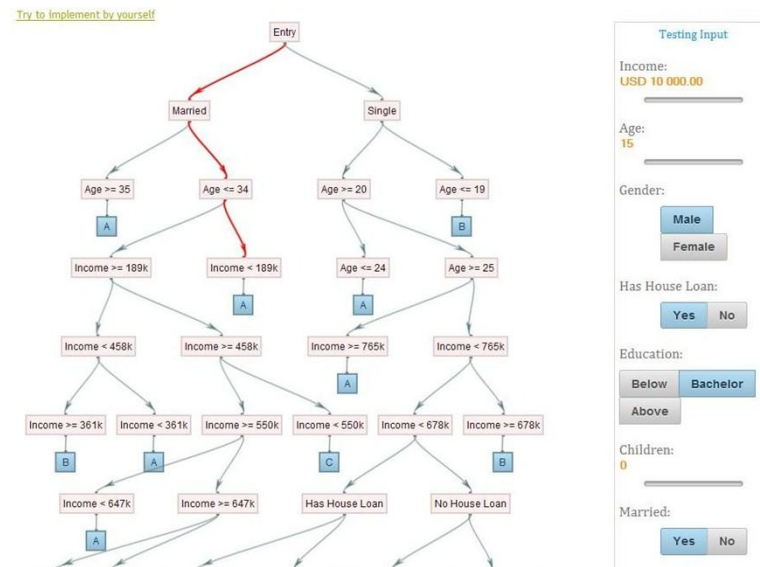 Try to implement by yourself
Entry
Married
Single
Age >= 35
Age <= 34
Age >= 20
Age <= 19
A
B
Income >= 189k
Income < 189k
Age <= 24
Age >= 25
A
A
Income < 458k
Income >= 458k
Income >= 765k
Income < 765k
A
Income >= 361k
Income < 361k
Income >= 550k
Income < 550k
Income < 678k
Income >= 678k
B
A
C
B
Income < 647k
Income >= 647k
Has House Loan
No House Loan
A
Testing Input
Income:
USD 10 000.00
Age:
15
Gender:
Male
Female
Has House Loan:
Yes No
Education:
Below Bachelor
Above
Children:
0
Married:
Yes No